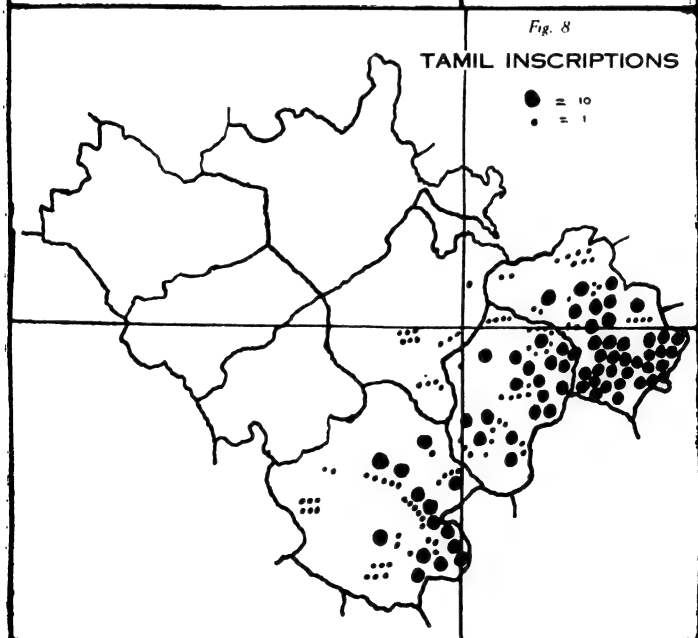 Fig. 8
TAMIL INSCRIPTIONS
= 10
= 1